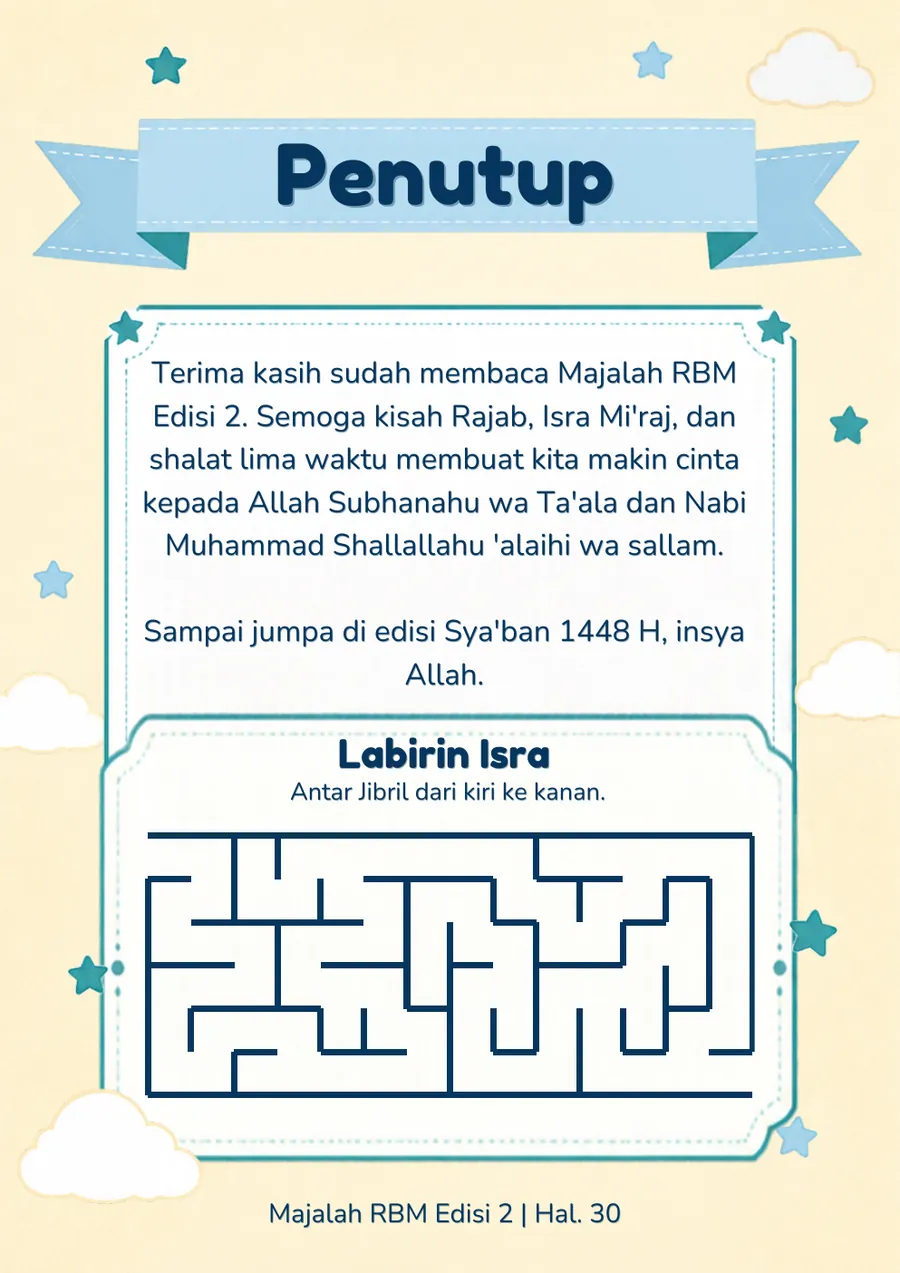 Penutup
Terima kasih sudah membaca Majalah RBM
Edisi 2. Semoga kisah Rajab, Isra Mi'raj, dan
shalat lima waktu membuat kita makin cinta
kepada Allah Subhanahu wa Ta'ala dan Nabi
Muhammad Shallallahu 'alaihi wa sallam.
Sampai jumpa di edisi Sya'ban 1448 H, insya
Allah.
Labirin Isra
Antar Jibril dari kiri ke kanan.
Majalah RBM Edisi 2 | Hal. 30